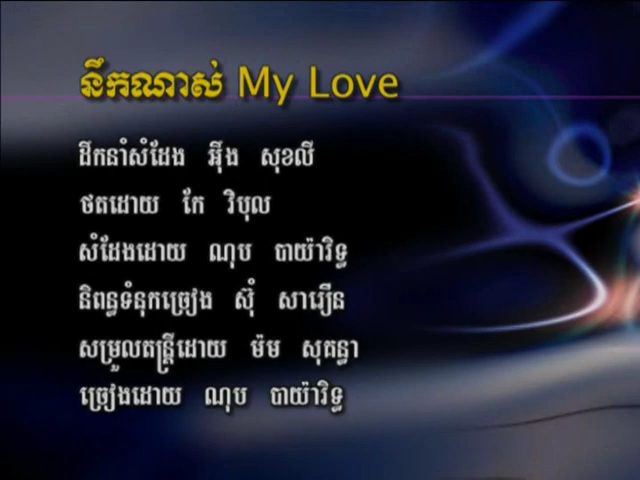 នឹកណាស់ My Love
ដឹកនាំសំដែង អ៊ឹង សុខលី
ថតដោយ កែ វិបុល
សំដែងដោយ ណុប បាយ៉ារិទ្ធ
និពន្ធទំនុកច្រៀង ស៊ុំ សារឿន
សម្រួលតន្ត្រីដោយ ម៉ម សុគន្ធា
ច្រៀងដោយ ណុប បាយ៉ារិទ្ធ